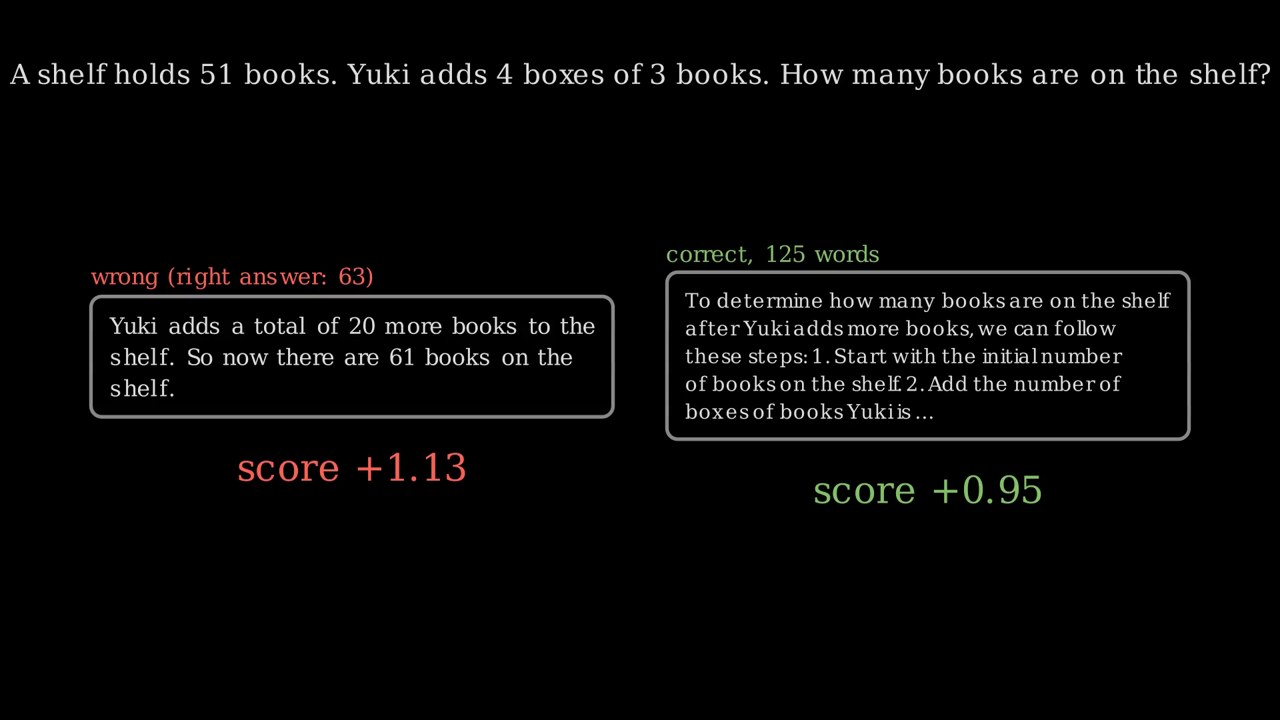 A shelf holds 51 books. Yuki adds 4 boxes of 3 books. How many books are on the shelf?
wrong (right answer: 63)
Yuki adds a total of 20 more books to the
shelf. So now there are 61 books on the
shelf.
score +1.13
correct, 125 words
To determine how many books are on the shelf
after Yuki adds more books, we can follow
these steps: 1. Start with the initial number
of books on the shelf. 2. Add the number of
boxes of books Yuki is ...
score +0.95